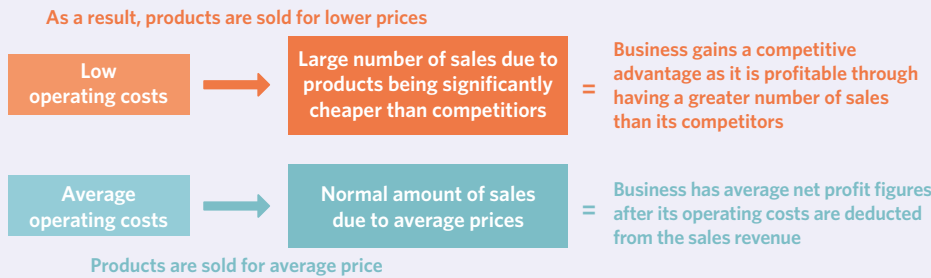 As a result, products are sold for lower prices
Low
operating costs
Large number of sales due to
products being significantly
cheaper than competitiors
=
Business gains a competitive
advantage as it is profitable through
having a greater number of sales
than its competitors
Average
operating costs
Normal amount of sales
due to average prices
=
Business has average net profit figures
after its operating costs are deducted
from the sales revenue
Products are sold for average price